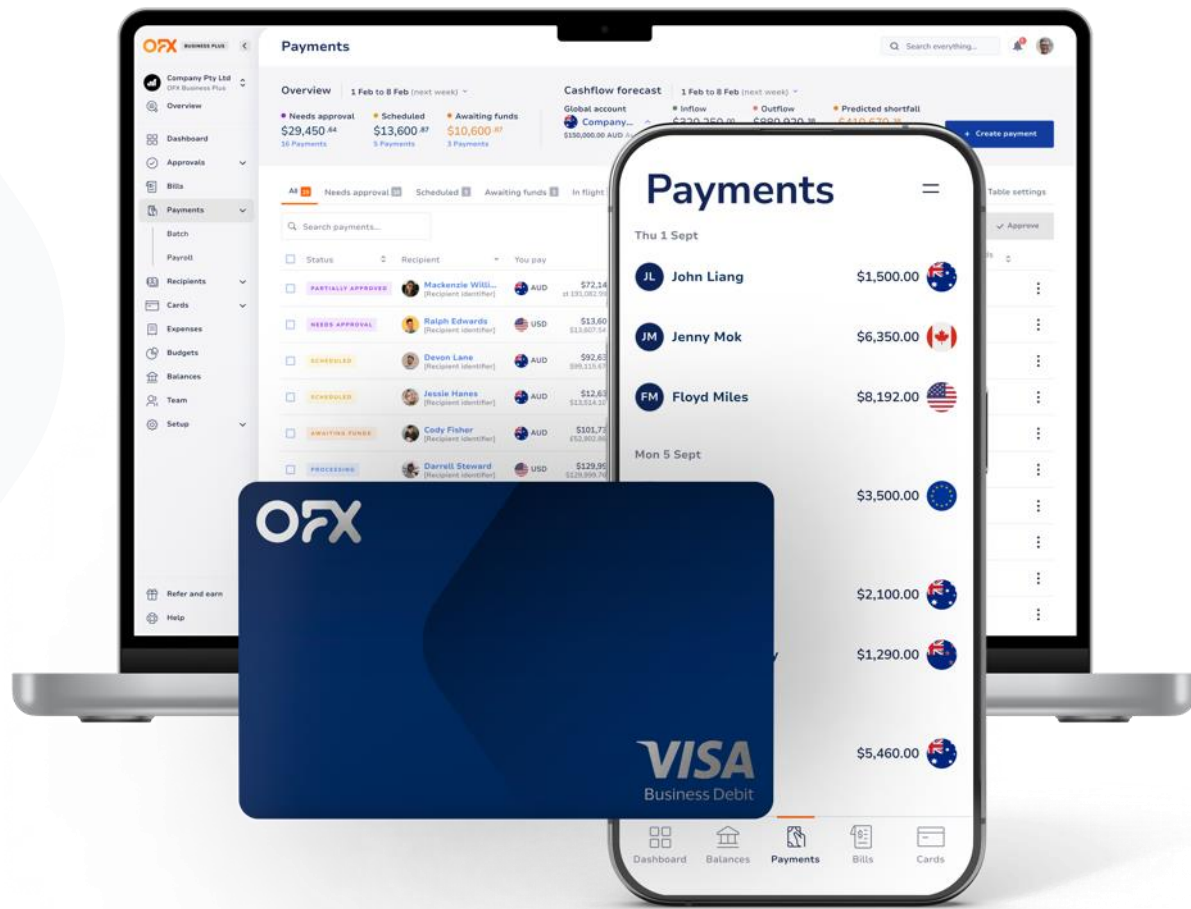 OFX BUSINESS PLUS
Payments
Search everything...
Company Pty Ltd
OFX Business Plus
Overview
Dashboard
Approvals
Bills
Payments
Batch
Payroll
Recipients
Cards
Expenses
Budgets
Balances
Team
Setup
Refer and earn
Help
Overview 1 Feb to 8 Feb (next week)
Needs approval Scheduled Awaiting funds
$29,450.64 $13,600.87 $10,600.87
16 Payments 5 Payments 3 Payments
Cashflow forecast 1 Feb to 8 Feb (next week)
Global account Inflow Outflow Predicted shortfall
Company...
$150,000.00 AUD
+ Create payment
All Needs approval Scheduled Awaiting funds In flight Table settings
Search payments...
Approve
Status Recipient You pay
PARTIALLY APPROVED Mackenzie Willi... AUD $72,14
[Recipient identifier]
NEEDS APPROVAL Ralph Edwards USD $13,60
[Recipient identifier] $13,607.54
SCHEDULED Devon Lane AUD $92,63
[Recipient identifier]
SCHEDULED Jessie Hanes AUD $12,63
[Recipient identifier]
AWAITING FUNDS Cody Fisher AUD $101,73
[Recipient identifier]
PROCESSING Darrell Steward USD $129,99
[Recipient identifier]
Payments
Thu 1 Sept
JL John Liang $1,500.00
JM Jenny Mok $6,350.00
FM Floyd Miles $8,192.00
Mon 5 Sept
$3,500.00
$2,100.00
$1,290.00
$5,460.00
Dashboard Balances Payments Bills Cards
OFX
VISA
Business Debit